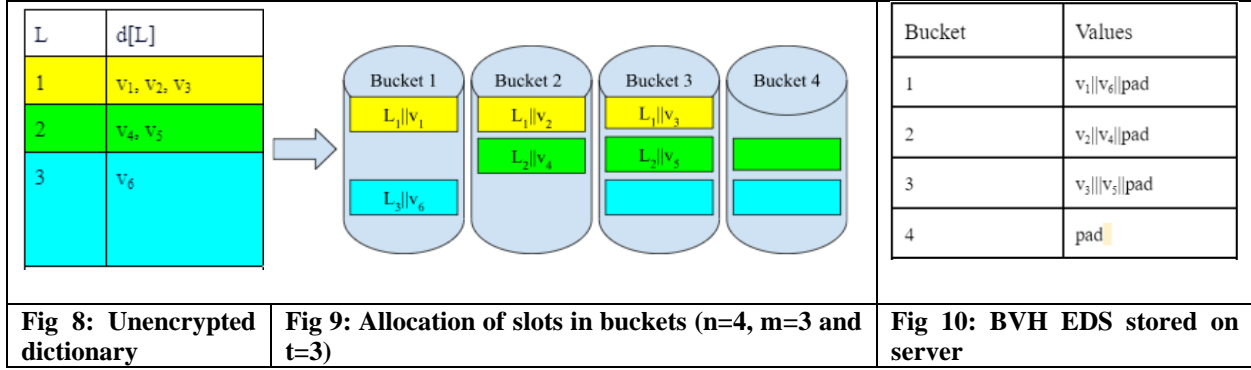 L d[L]
1 v₁, v₂, v₃
2 v₄, v₅
3 v₆
Bucket 1 Bucket 2 Bucket 3 Bucket 4
L₁||v₁ L₁||v₂ L₁||v₃
L₂||v₄ L₂||v₅
L₃||v₆
Bucket Values
1 v₁||v₆||pad
2 v₂||v₄||pad
3 v₃|||v₅||pad
4 pad
Fig 8: Unencrypted
dictionary
Fig 9: Allocation of slots in buckets (n=4, m=3 and
t=3)
Fig 10: BVH EDS stored on
server